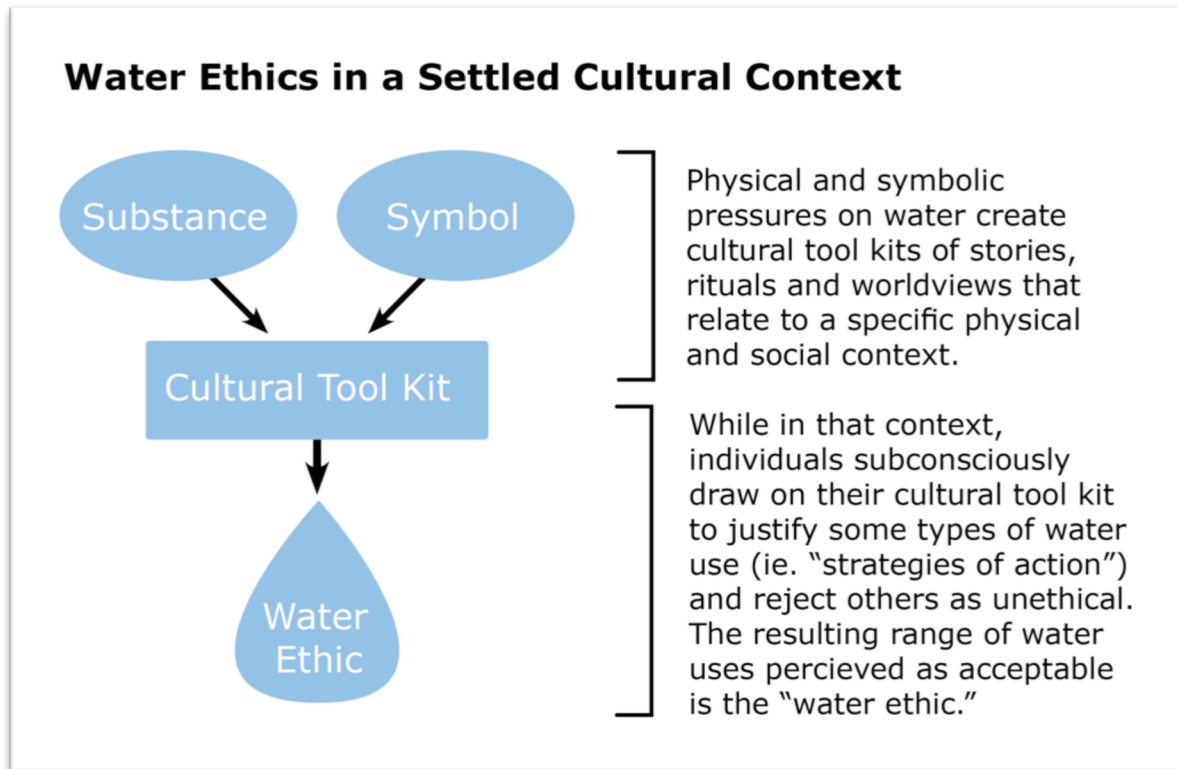 Water Ethics in a Settled Cultural Context
Substance
Symbol
Physical and symbolic
pressures on water create
cultural tool kits of stories,
rituals and worldviews that
relate to a specific physical
and social context.
Cultural Tool Kit
While in that context,
individuals subconsciously
draw on their cultural tool kit
to justify some types of water
use (ie. “strategies of action”)
and reject others as unethical.
The resulting range of water
uses percieved as acceptable
is the “water ethic.”
Water
Ethic